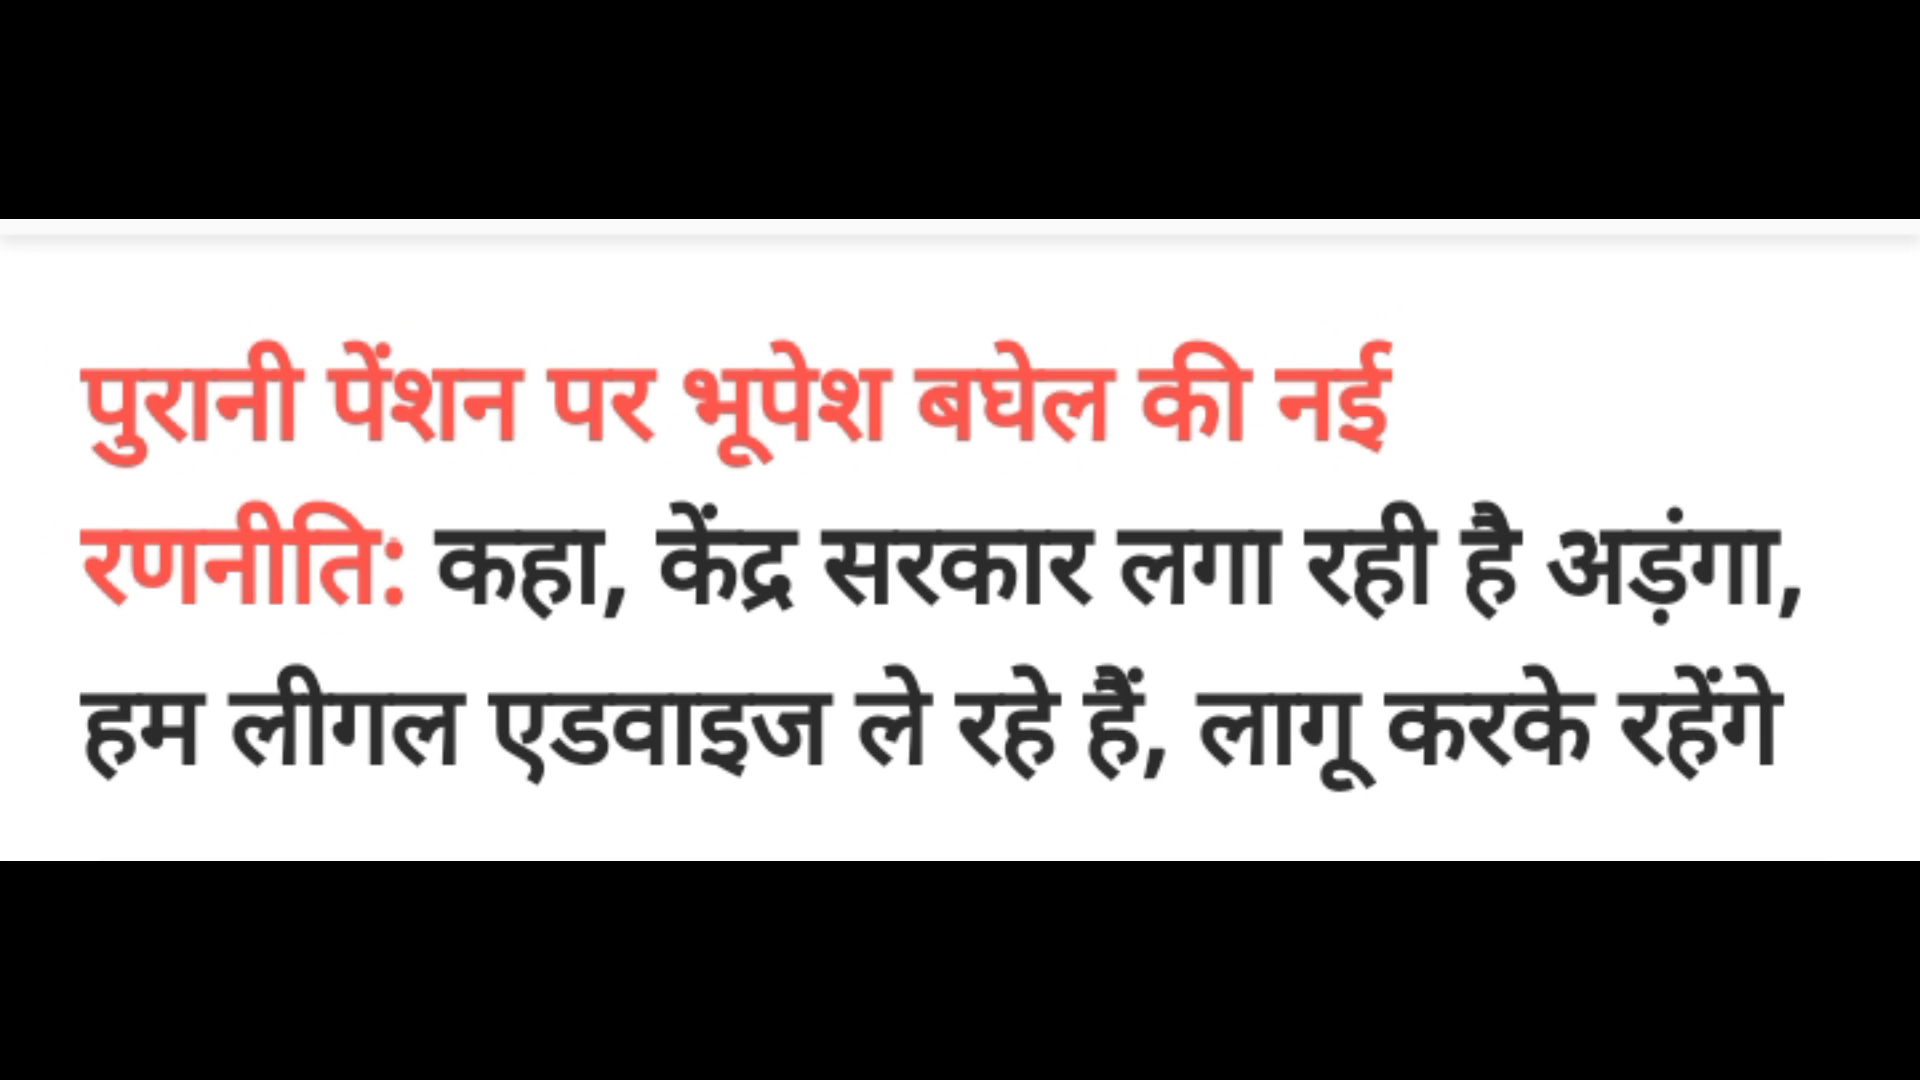 पुरानी पेंशन पर भूपेश बघेल की नई
रणनीति: कहा, केंद्र सरकार लगा रही है अड़ंगा,
हम लीगल एडवाइज ले रहे हैं, लागू करके रहेंगे